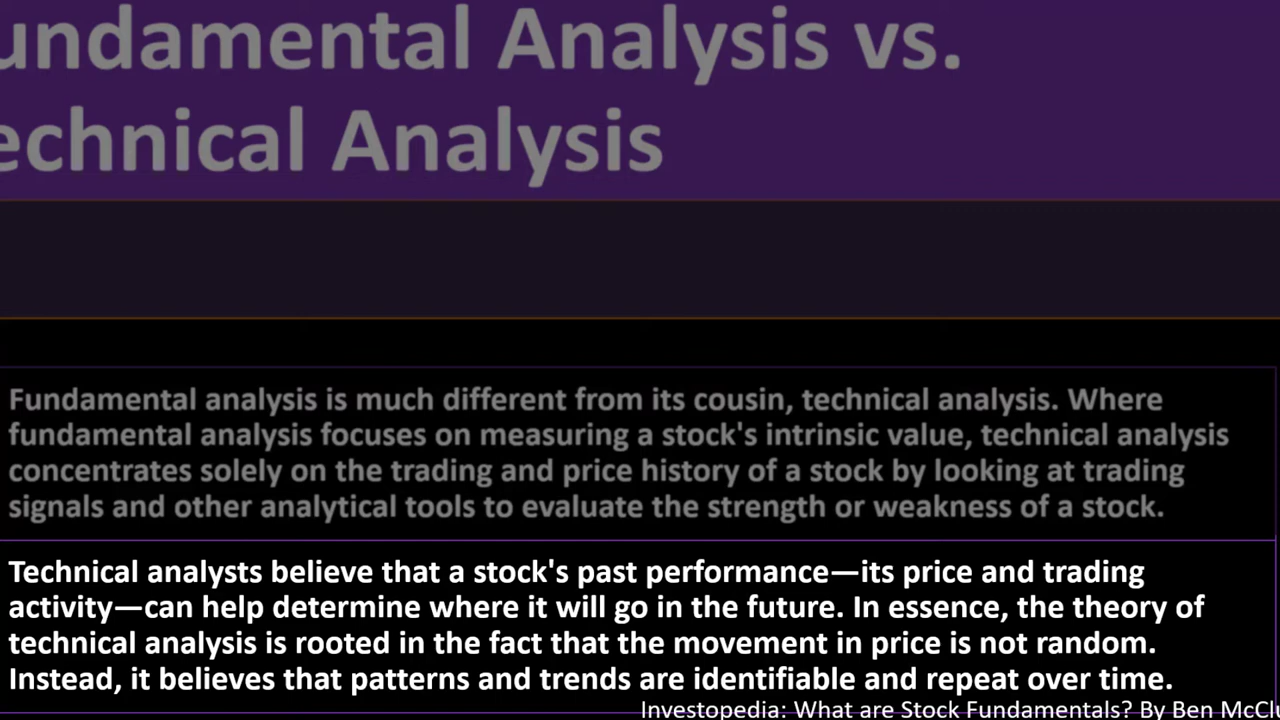 undamental Analysis vs.
echnical Analysis
Fundamental analysis is much different from its cousin, technical analysis. Where
fundamental analysis focuses on measuring a stock's intrinsic value, technical analysis
concentrates solely on the trading and price history of a stock by looking at trading
signals and other analytical tools to evaluate the strength or weakness of a stock.
Technical analysts believe that a stock's past performance—its price and trading
activity—can help determine where it will go in the future. In essence, the theory of
technical analysis is rooted in the fact that the movement in price is not random.
Instead, it believes that patterns and trends are identifiable and repeat over time.
Investopedia: What are Stock Fundamentals? By Ben McClu